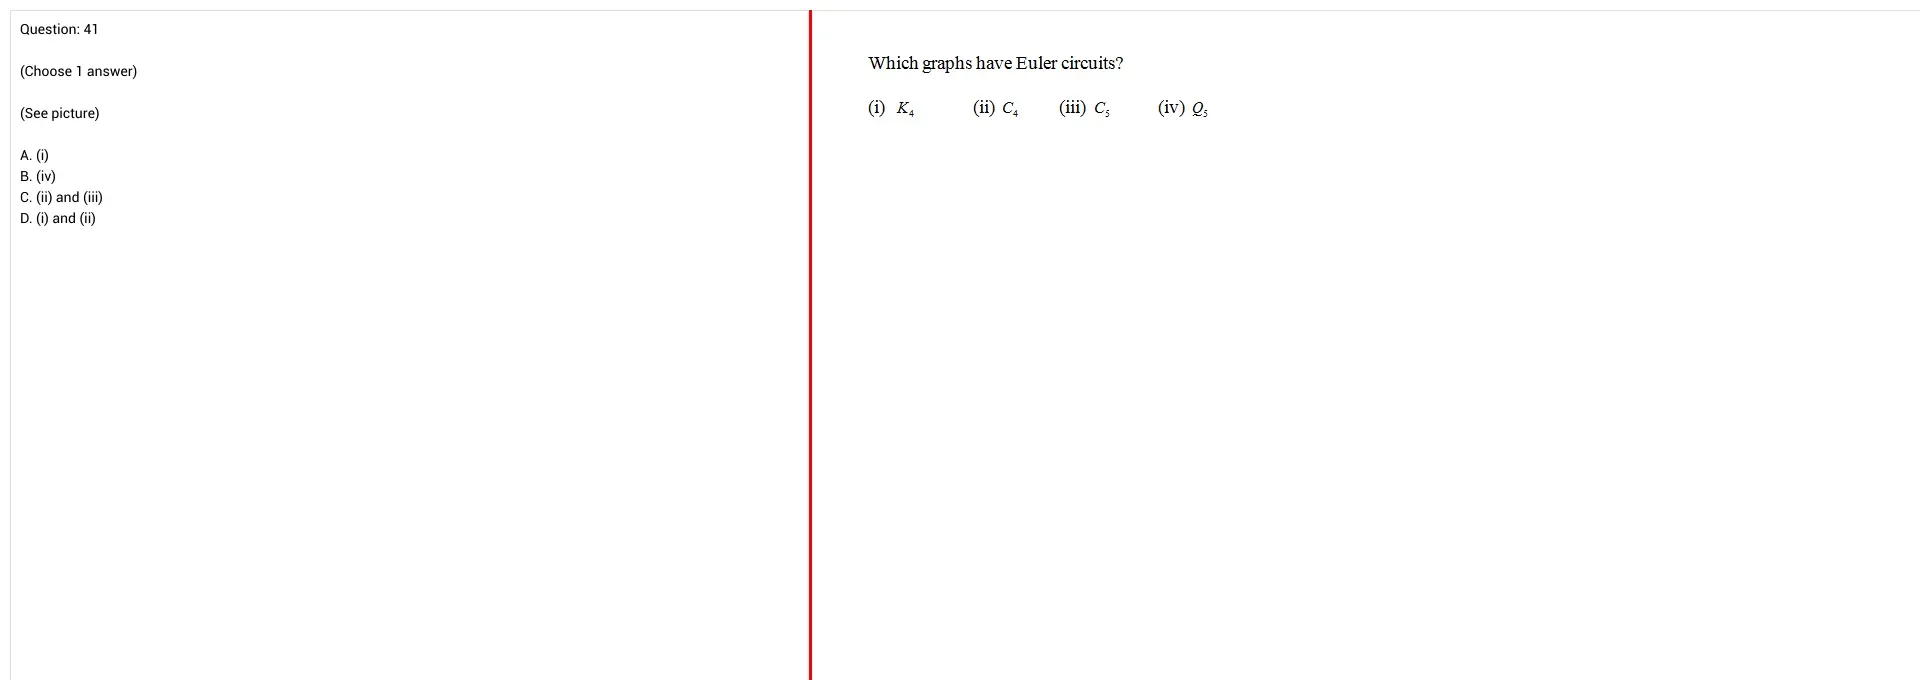 Question: 41
(Choose 1 answer)
(See picture)
A. (i)
B. (iv)
C. (ii) and (iii)
D. (i) and (ii)
Which graphs have Euler circuits?
(i) K₄ (ii) C₄ (iii) C₅ (iv) Q₅